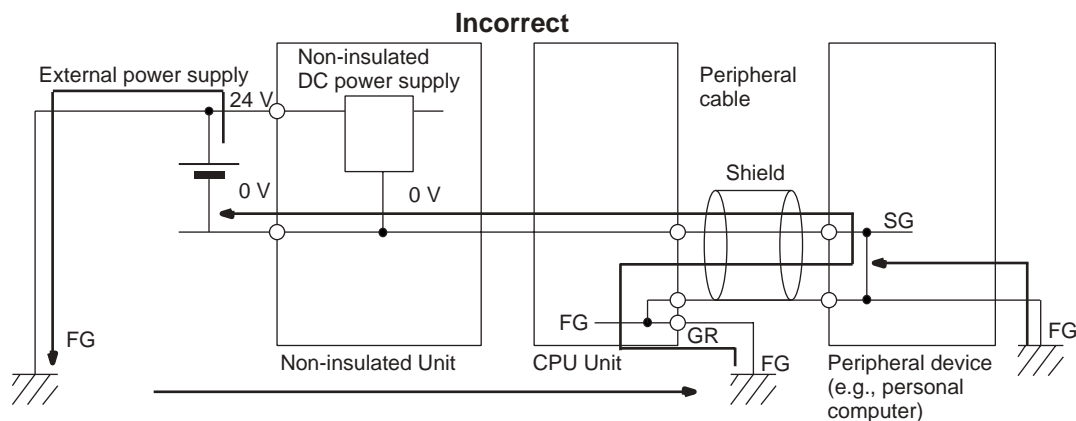 Incorrect
External power supply
Non-insulated
DC power supply
Peripheral
cable
24 V
0 V
0 V
Shield
SG
FG
FG
GR
FG
FG
Non-insulated Unit
CPU Unit
Peripheral device
(e.g., personal
computer)